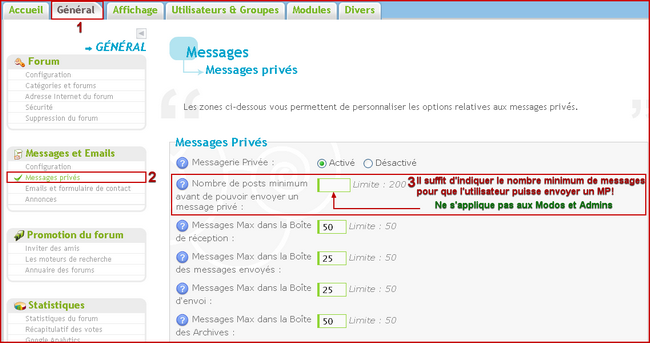 Accueil Général Affichage Utilisateurs & Groupes Modules Divers
1
GÉNÉRAL
Forum
Configuration
Catégories et forums
Adresse Internet du forum
Sécurité
Suppression du forum
Messages et Emails
Configuration
Messages privés 2
Emails et formulaire de contact
Annonces
Promotion du forum
Inviter des amis
Les moteurs de recherche
Annuaire des forums
Statistiques
Statistiques du forum
Récapitulatif des votes
Google Analytics
Messages
Messages privés
Les zones ci-dessous vous permettent de personnaliser les options relatives aux messages privés.
Messages Privés
Messagerie Privée : Activé Désactivé
Nombre de posts minimum
avant de pouvoir envoyer un
message privé :
Limite : 200
3 Il suffit d'indiquer le nombre minimum de messages
pour que l'utilisateur puisse envoyer un MP!
Ne s'applique pas aux Modos et Admins
Messages Max dans la Boîte
de réception :
50 Limite : 50
Messages Max dans la Boîte
des messages envoyés :
25 Limite : 50
Messages Max dans la Boîte
d'envoi :
25 Limite : 50
Messages Max dans la Boîte
des Archives :
50 Limite : 50